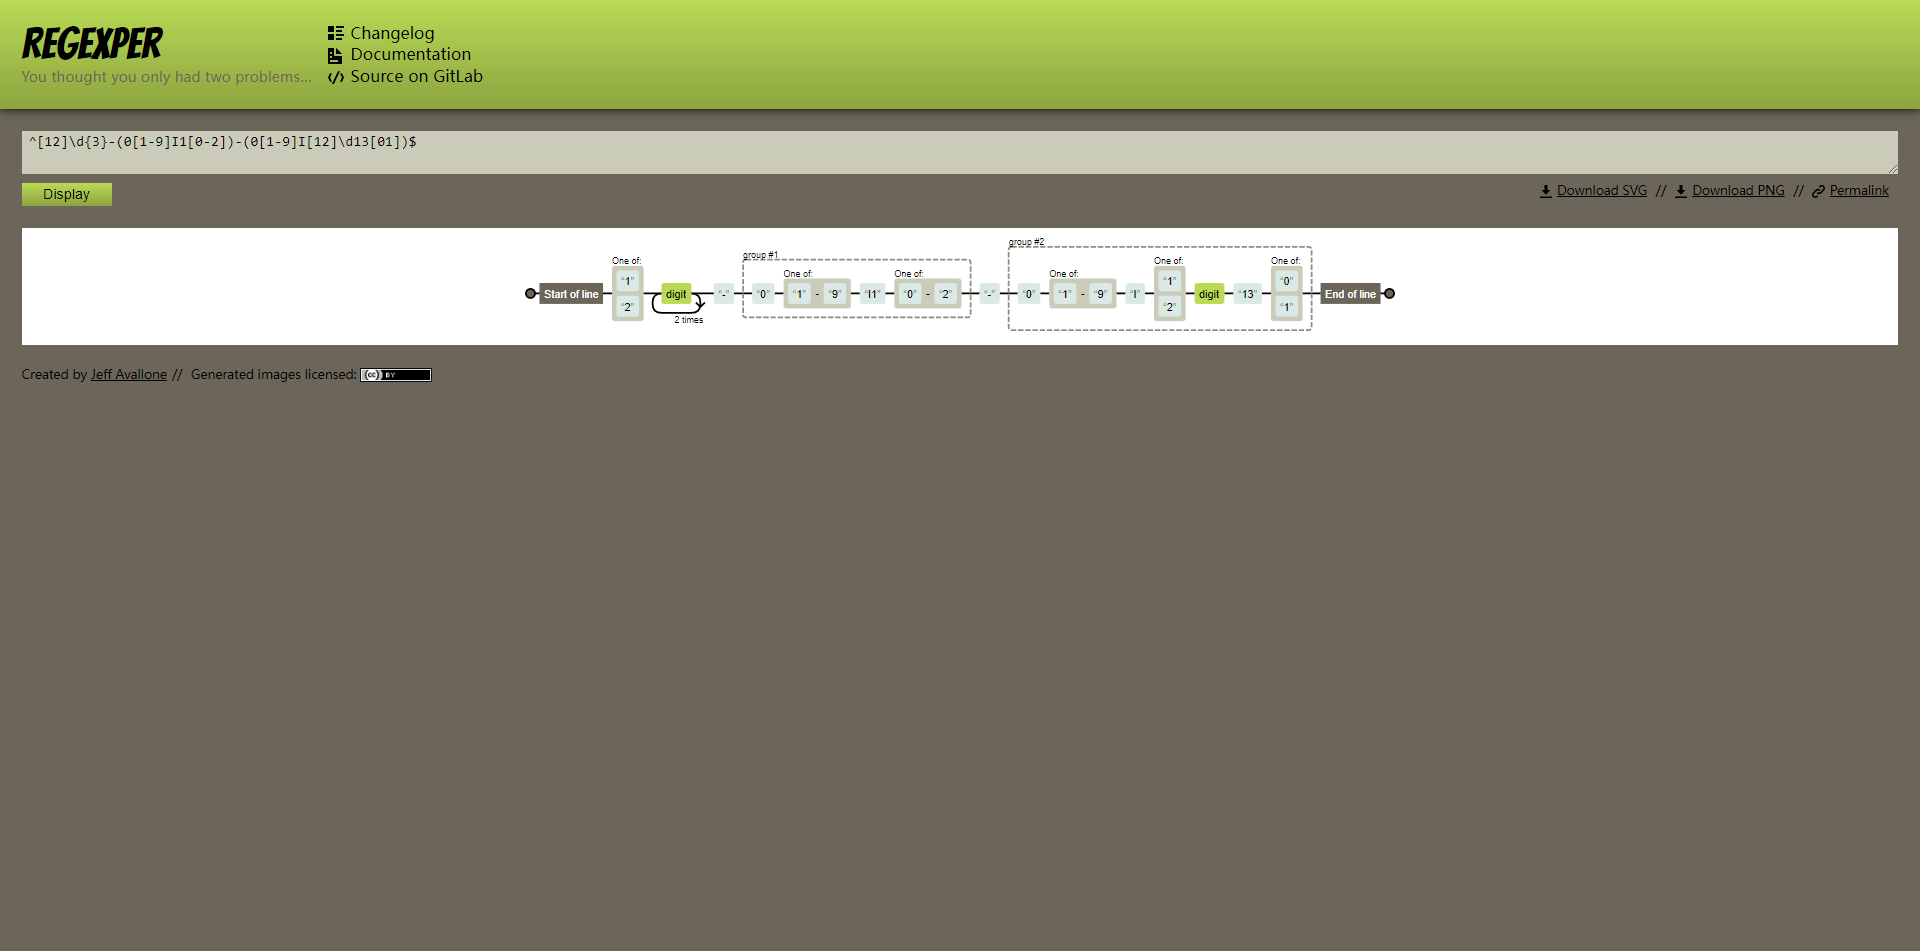 REGEXPER
You thought you only had two problems...
Changelog
Documentation
Source on GitLab
^[12]\d{3}-(0[1-9]I1[0-2])-(0[1-9]I[12]\d13[01])$
Display
Download SVG // Download PNG // Permalink
group #1
group #2
One of:
One of:
One of:
One of:
One of:
One of:
Start of line
“1”
“2”
digit
2 times
“-”
“0”
“1” - “9”
“I1”
“0” - “2”
“-”
“0”
“1” - “9”
“I”
“1”
“2”
digit
“13”
“0”
“1”
End of line
Created by Jeff Avallone // Generated images licensed: (cc) BY